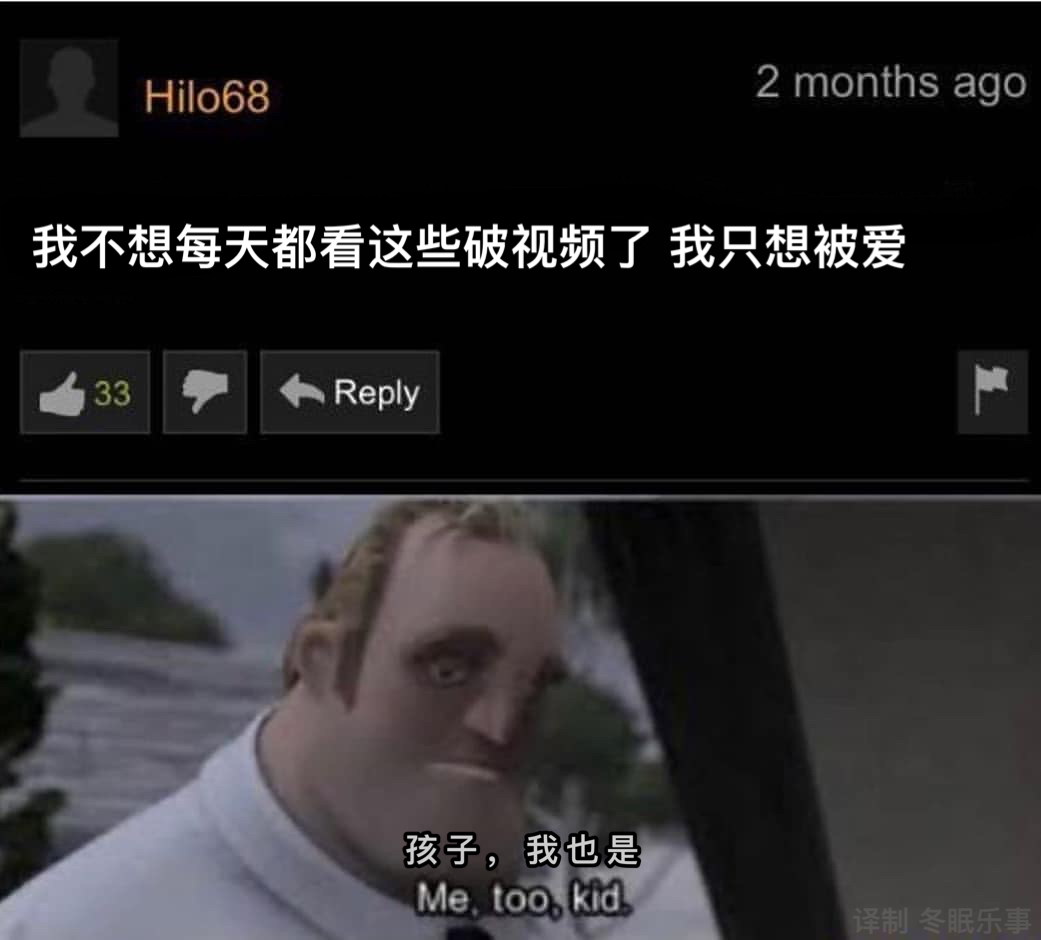 Hilo68
2 months ago
我不想每天都看这些破视频了 我只想被爱
33
Reply
孩子，我也是
Me, too, kid.
译制 冬眠乐事